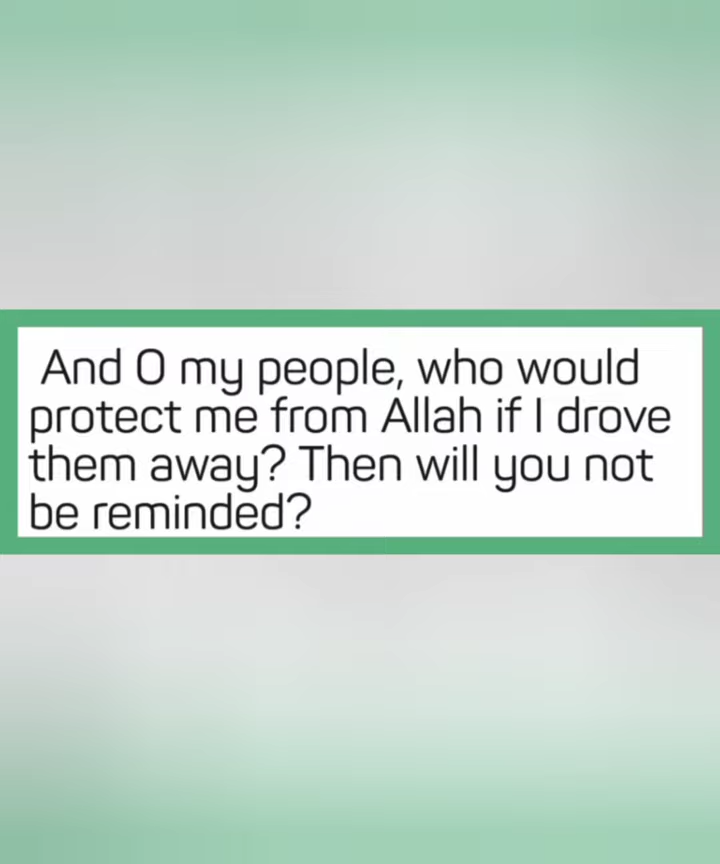 And O my people, who would
protect me from Allah if I drove
them away? Then will you not
be reminded?